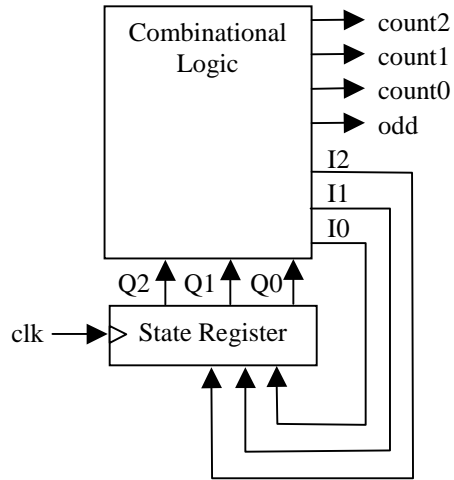 Combinational
Logic
count2
count1
count0
odd
I2
I1
I0
Q2
Q1
Q0
clk
State Register